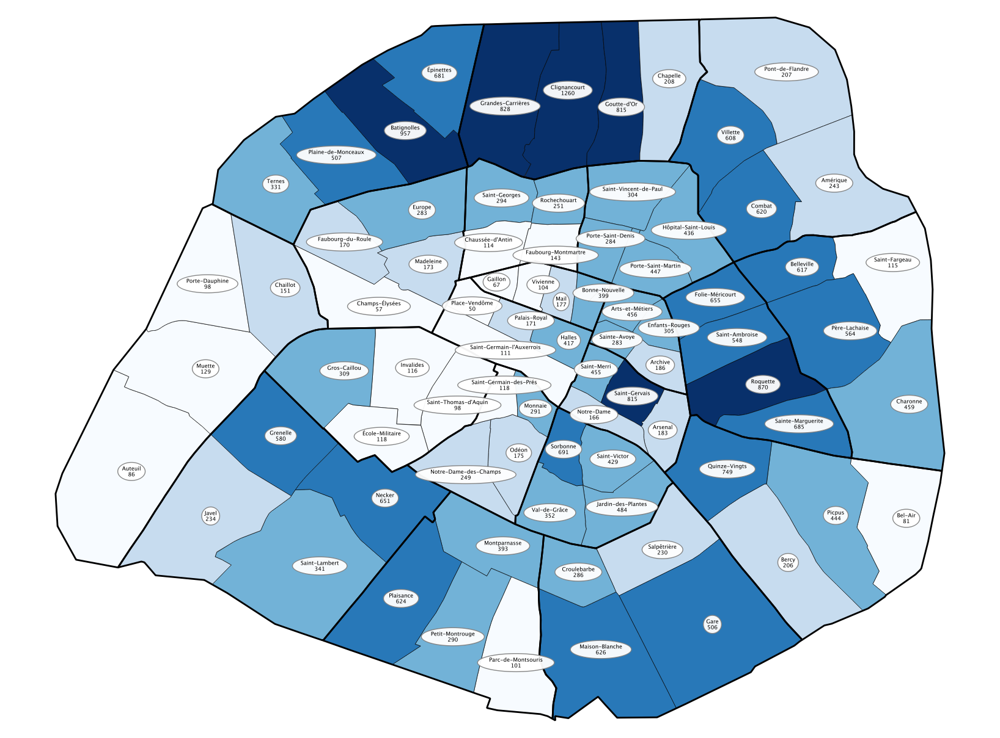 Épinettes
681
Pont-de-Flandre
207
Chapelle
208
Clignancourt
1260
Grandes-Carrières
828
Goutte-d'Or
815
Batignolles
957
Villette
608
Plaine-de-Monceaux
507
Ternes
331
Amérique
243
Saint-Vincent-de-Paul
304
Saint-Georges
294
Rochechouart
251
Europe
283
Combat
620
Hôpital-Saint-Louis
436
Porte-Saint-Denis
284
Faubourg-du-Roule
170
Chaussée-d'Antin
114
Faubourg-Montmartre
143
Madeleine
173
Porte-Saint-Martin
447
Belleville
617
Saint-Fargeau
115
Porte-Dauphine
98
Chaillot
151
Gaillon
67
Vivienne
104
Bonne-Nouvelle
399
Folie-Méricourt
655
Mail
177
Champs-Élysées
57
Place-Vendôme
50
Arts-et-Métiers
456
Palais-Royal
171
Enfants-Rouges
305
Père-Lachaise
564
Saint-Ambroise
548
Halles
417
Sainte-Avoye
283
Saint-Germain-l'Auxerrois
111
Muette
129
Gros-Caillou
309
Invalides
116
Saint-Merri
455
Archive
186
Saint-Germain-des-Prés
118
Roquette
870
Saint-Gervais
815
Saint-Thomas-d'Aquin
98
Monnaie
291
Charonne
459
Notre-Dame
166
Sainte-Marguerite
685
Arsenal
183
Grenelle
580
École-Militaire
118
Odéon
175
Sorbonne
691
Saint-Victor
429
Auteuil
86
Notre-Dame-des-Champs
249
Quinze-Vingts
749
Necker
651
Javel
234
Val-de-Grâce
352
Jardin-des-Plantes
484
Picpus
444
Bel-Air
81
Montparnasse
393
Salpêtrière
230
Bercy
206
Saint-Lambert
341
Croulebarbe
286
Plaisance
624
Gare
506
Petit-Montrouge
290
Maison-Blanche
626
Parc-de-Montsouris
101